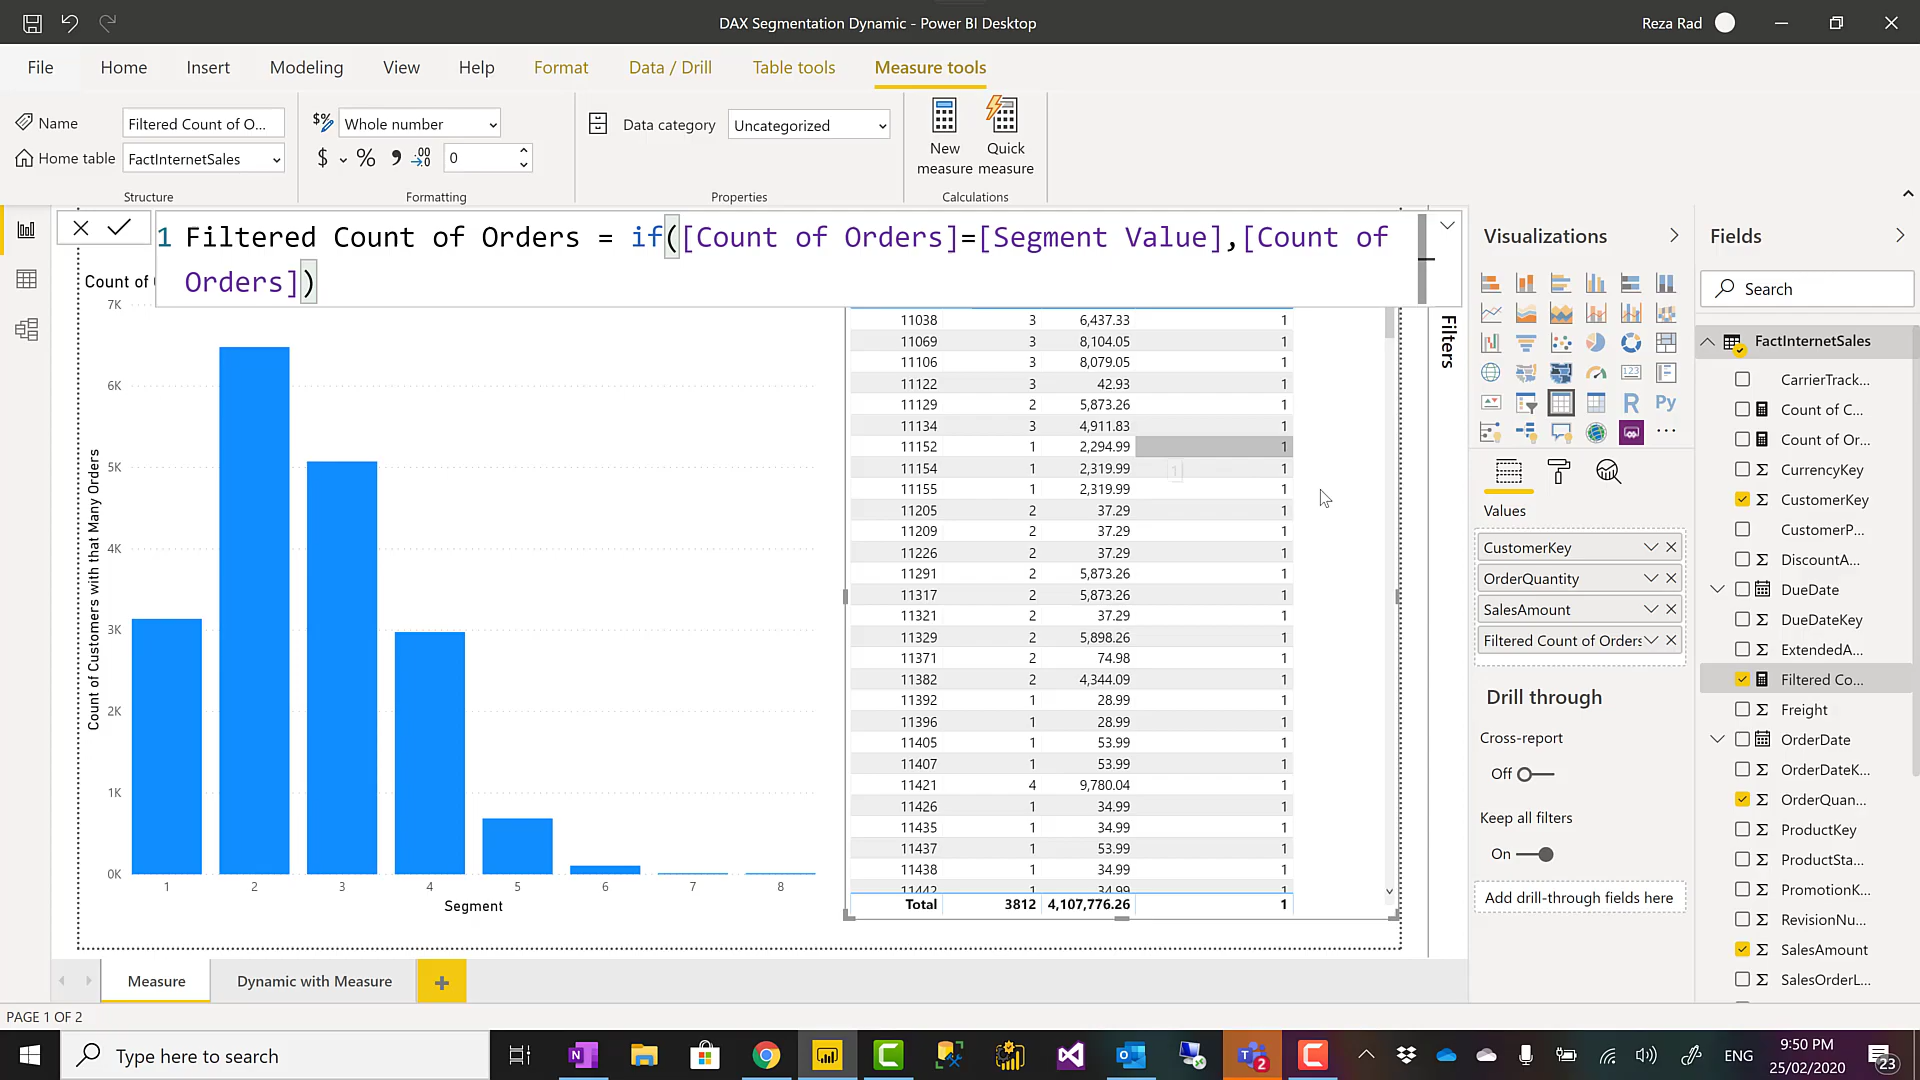 DAX Segmentation Dynamic - Power BI Desktop
Reza Rad
File Home Insert Modeling View Help Format Data / Drill Table tools Measure tools
Name Filtered Count of O...
Home table FactInternetSales
Structure
Whole number
$ % 9 .00 0
Formatting
Data category Uncategorized
Properties
New measure
Quick measure
Calculations
1 Filtered Count of Orders = if([Count of Orders]=[Segment Value],[Count of
Orders])
Count of
Count of Customers with that Many Orders
7K
6K
5K
4K
3K
2K
1K
0K
1 2 3 4 5 6 7 8
Segment
11038 3 6,437.33 1
11069 3 8,104.05 1
11106 3 8,079.05 1
11122 3 42.93 1
11129 2 5,873.26 1
11134 3 4,911.83 1
11152 1 2,294.99 1
11154 1 2,319.99 1
1
11155 1 2,319.99 1
11205 2 37.29 1
11209 2 37.29 1
11226 2 37.29 1
11291 2 5,873.26 1
11317 2 5,873.26 1
11321 2 37.29 1
11329 2 5,898.26 1
11371 2 74.98 1
11382 2 4,344.09 1
11392 1 28.99 1
11396 1 28.99 1
11405 1 53.99 1
11407 1 53.99 1
11421 4 9,780.04 1
11426 1 34.99 1
11435 1 34.99 1
11437 1 53.99 1
11438 1 34.99 1
11442 1 34.99 1
Total 3812 4,107,776.26 1
Filters
Visualizations
123
R Py
Values
CustomerKey
OrderQuantity
SalesAmount
Filtered Count of Orders
Drill through
Cross-report
Off
Keep all filters
On
Add drill-through fields here
Fields
Search
FactInternetSales
CarrierTrack...
Count of C...
Count of Or...
CurrencyKey
CustomerKey
CustomerP...
DiscountA...
DueDate
DueDateKey
ExtendedA...
Filtered Co...
Freight
OrderDate
OrderDateK...
OrderQuan...
ProductKey
ProductSta...
PromotionK...
RevisionNu...
SalesAmount
SalesOrderL...
Measure
Dynamic with Measure
+
PAGE 1 OF 2
Type here to search
N
2
ENG
9:50 PM
25/02/2020
23